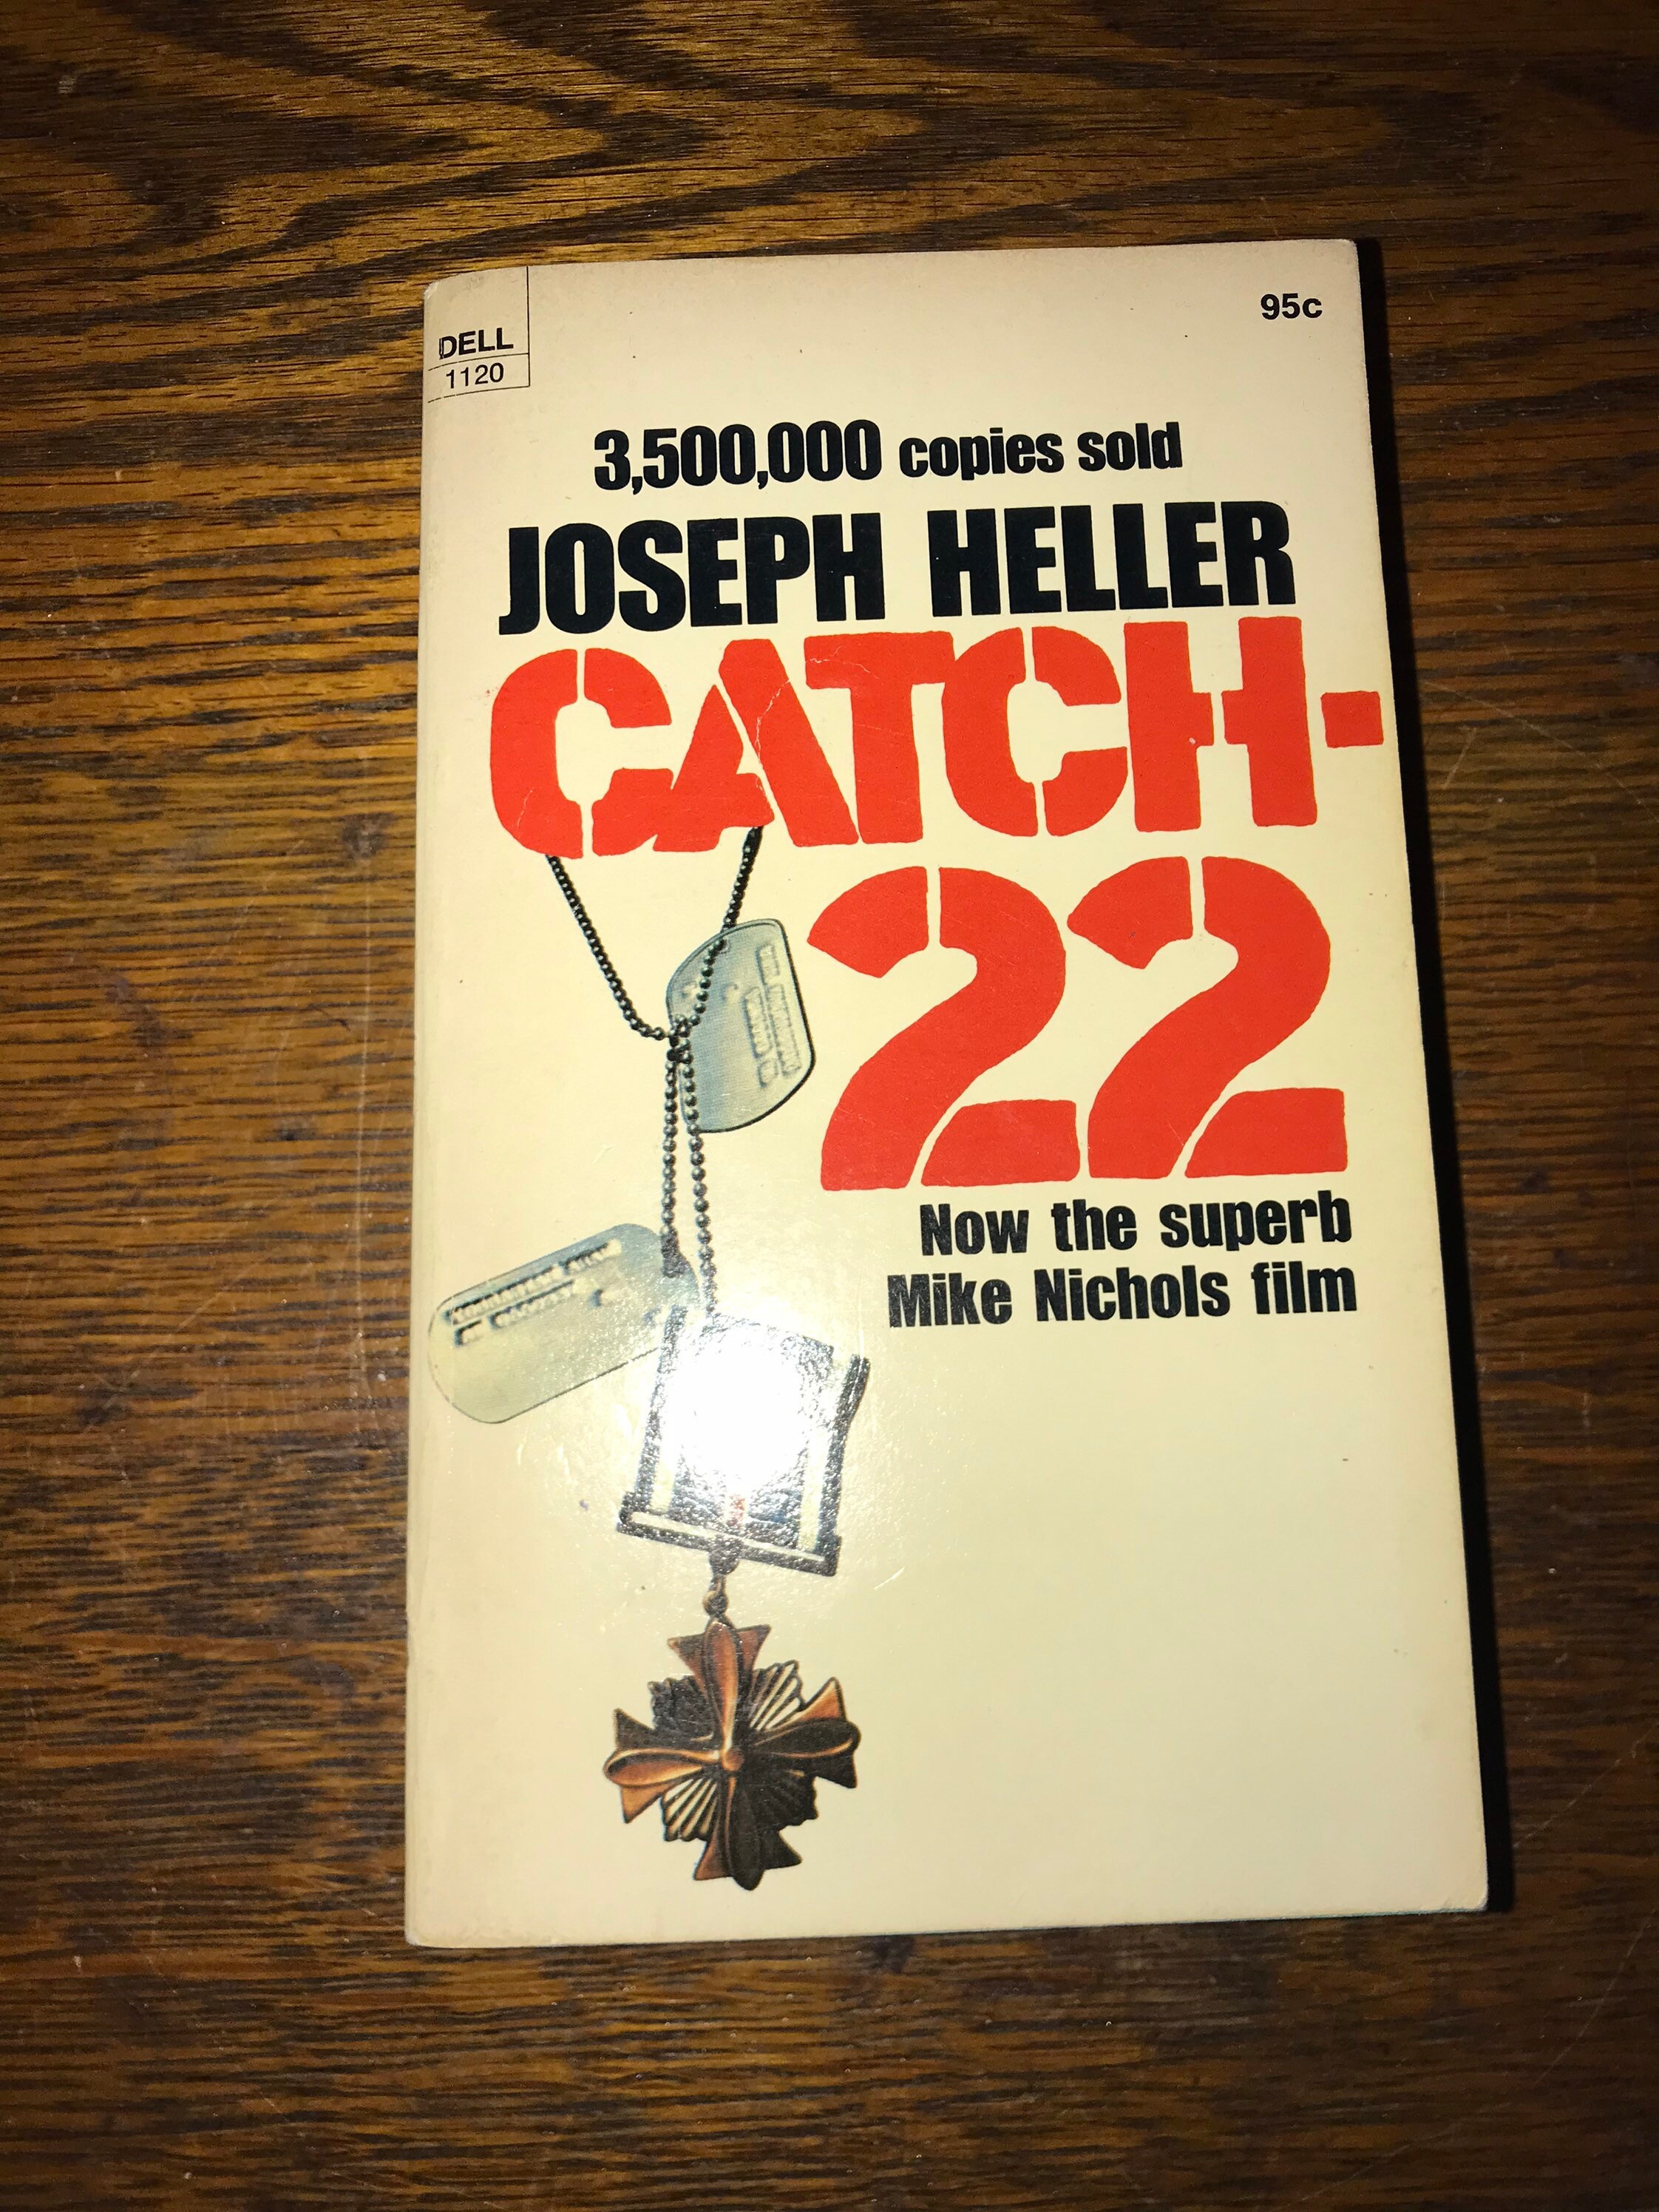 DELL
1120
95c
3,500,000 copies sold
JOSEPH HELLER
CATCH-
22
Now the superb
Mike Nichols film